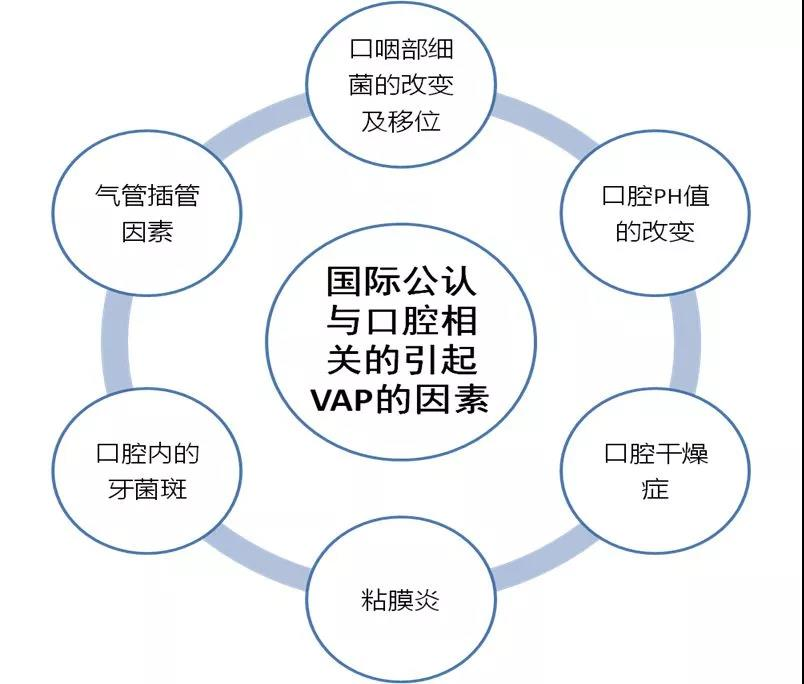 口咽部细
菌的改变
及移位
口腔PH值
的改变
口腔干燥
症
粘膜炎
口腔内的
牙菌斑
气管插管
因素
国际公认
与口腔相
关的引起
VAP的因素